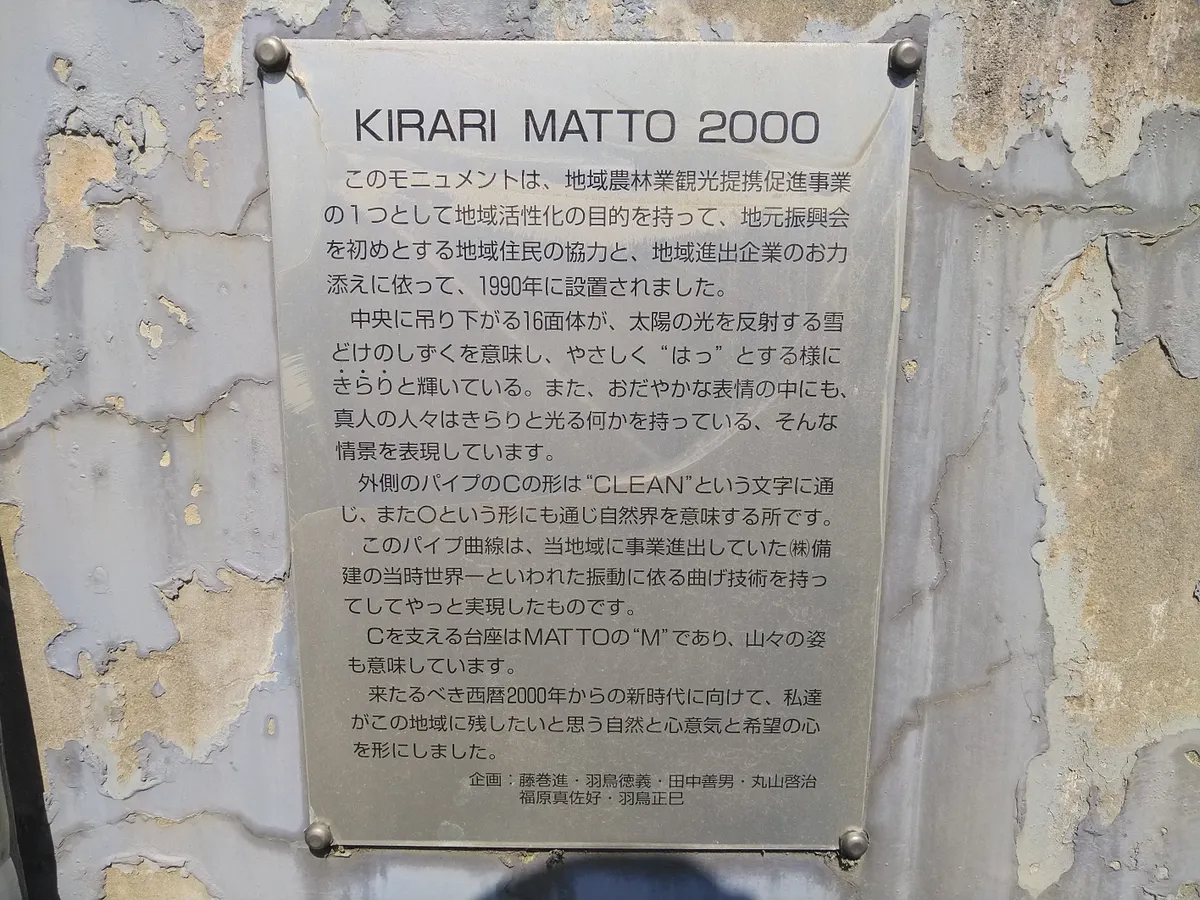 KIRARI MATTO 2000
このモニュメントは、地域農林業観光提携促進事業
の1つとして地域活性化の目的を持って、地元振興会
を初めとする地域住民の協力と、地域進出企業のお力
添えに依って、1990年に設置されました。
中央に吊り下がる16面体が、太陽の光を反射する雪
どけのしずくを意味し、やさしく“はっ”とする様に
きらりと輝いている。また、おだやかな表情の中にも、
真人の人々はきらりと光る何かを持っている、そんな
情景を表現しています。
外側のパイプのCの形は“CLEAN”という文字に通
じ、また〇という形にも通じ自然界を意味する所です。
このパイプ曲線は、当地域に事業進出していた㈱備
建の当時世界一といわれた振動に依る曲げ技術を持っ
てしてやっと実現したものです。
Cを支える台座はMATTOの“M”であり、山々の姿
も意味しています。
来たるべき西暦2000年からの新時代に向けて、私達
がこの地域に残したいと思う自然と心意気と希望の心
を形にしました。
企画：藤巻進・羽鳥徳義・田中善男・丸山啓治
福原真佐好・羽鳥正巳